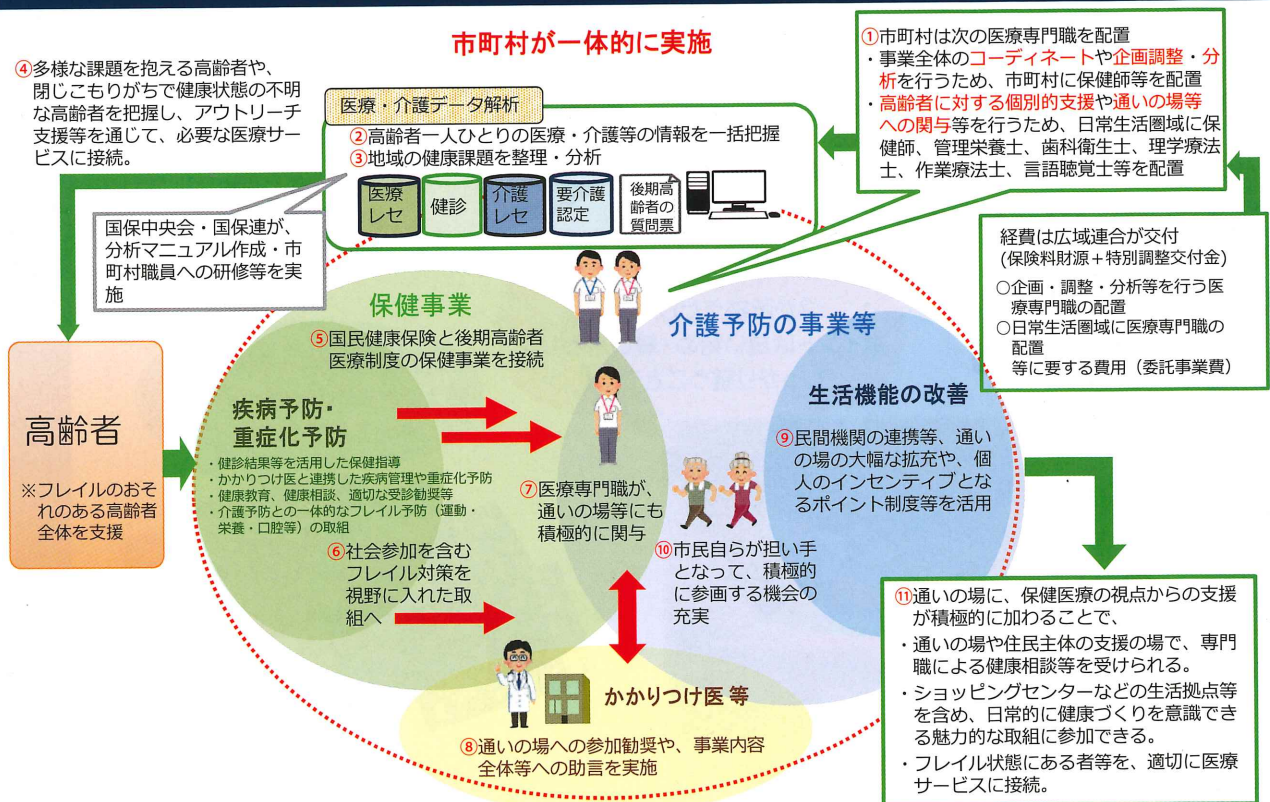 市町村が一体的に実施
①市町村は次の医療専門職を配置
・事業全体のコーディネートや企画調整・分
析を行うため、市町村に保健師等を配置
・高齢者に対する個別的支援や通いの場等
への関与等を行うため、日常生活圏域に保
健師、管理栄養士、歯科衛生士、理学療法
士、作業療法士、言語聴覚士等を配置
④多様な課題を抱える高齢者や、
閉じこもりがちで健康状態の不明
な高齢者を把握し、アウトリーチ
支援等を通じて、必要な医療サー
ビスに接続。
医療・介護データ解析
②高齢者一人ひとりの医療・介護等の情報を一括把握
③地域の健康課題を整理・分析
医療
レセ
健診
介護
レセ
要介護
認定
後期高
齢者の
質問票
国保中央会・国保連が、
分析マニュアル作成・市
町村職員への研修等を実
施
経費は広域連合が交付
(保険料財源+特別調整交付金)
○企画・調整・分析等を行う医
療専門職の配置
○日常生活圏域に医療専門職の
配置
等に要する費用(委託事業費)
保健事業
⑤国民健康保険と後期高齢者
医療制度の保健事業を接続
介護予防の事業等
高齢者
※フレイルのおそ
れのある高齢者
全体を支援
疾病予防・
重症化予防
・健診結果等を活用した保健指導
・かかりつけ医と連携した疾病管理や重症化予防
・健康教育、健康相談、適切な受診勧奨等
・介護予防との一体的なフレイル予防(運動・
栄養・口腔等)の取組
⑥社会参加を含む
フレイル対策を
視野に入れた取
組へ
⑦医療専門職が、
通いの場等にも
積極的に関与
生活機能の改善
⑨民間機関の連携等、通い
の場の大幅な拡充や、個
人のインセンティブとな
るポイント制度等を活用
⑩市民自らが担い手
となって、積極的
に参画する機会の
充実
かかりつけ医 等
⑧通いの場への参加勧奨や、事業内容
全体等への助言を実施
⑪通いの場に、保健医療の視点からの支援
が積極的に加わることで、
・通いの場や住民主体の支援の場で、専門
職による健康相談等を受けられる。
・ショッピングセンターなどの生活拠点等
を含め、日常的に健康づくりを意識でき
る魅力的な取組に参加できる。
・フレイル状態にある者等を、適切に医療
サービスに接続。